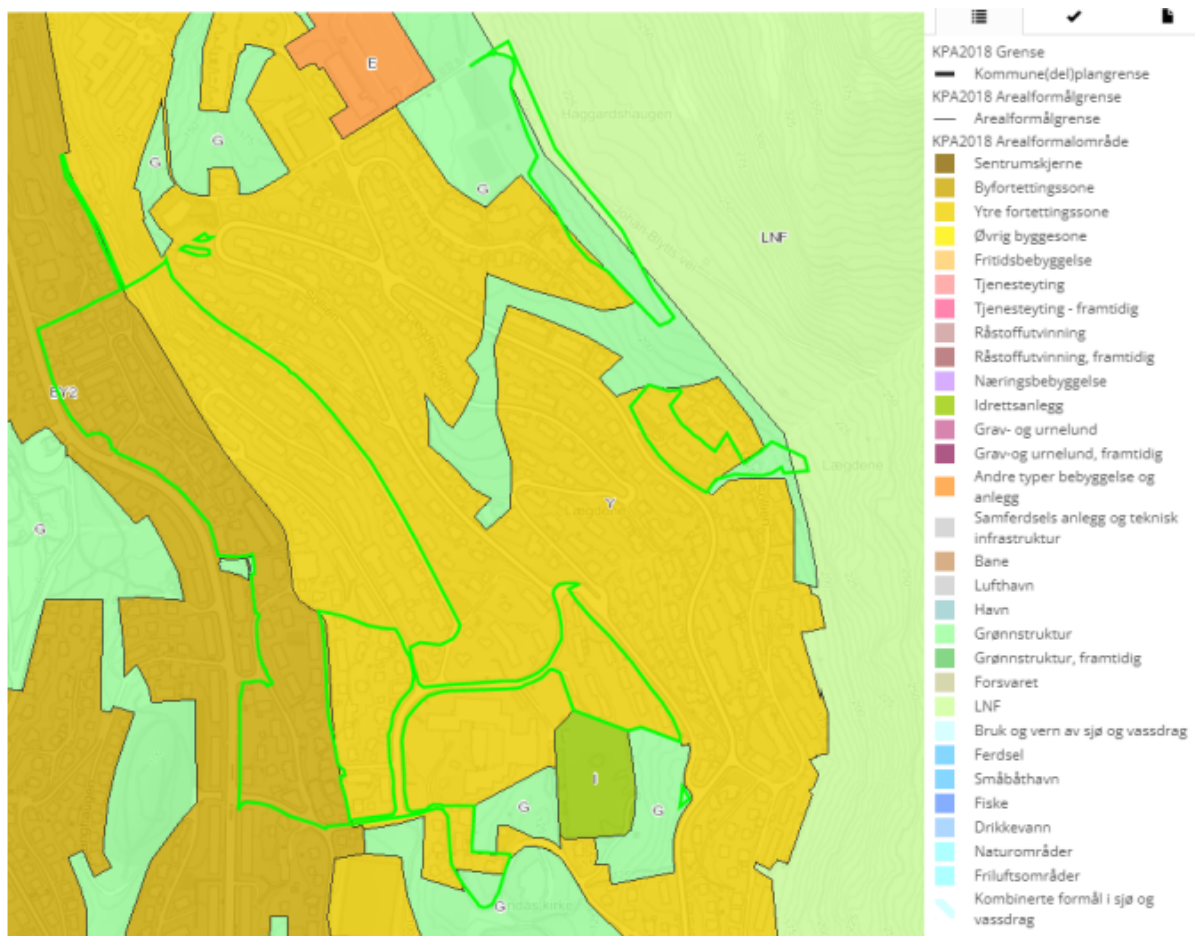 E
G
G
G
Haggardshaugen
LNF
BY2
G
Y
Lægdene
Lægdene
I
G
G
G
KPA2018 Grense
Kommune(del)plangrense
KPA2018 Arealformålgrense
Arealformålgrense
KPA2018 Arealformalområde
Sentrumskjerne
Byfortettingssone
Ytre fortettingssone
Øvrig byggesone
Fritidsbebyggelse
Tjenesteyting
Tjenesteyting - framtidig
Råstoffutvinning
Råstoffutvinning, framtidig
Næringsbebyggelse
Idrettsanlegg
Grav- og urnelund
Grav-og urnelund, framtidig
Andre typer bebyggelse og
anlegg
Samferdsels anlegg og teknisk
infrastruktur
Bane
Lufthavn
Havn
Grønnstruktur
Grønnstruktur, framtidig
Forsvaret
LNF
Bruk og vern av sjø og vassdrag
Ferdsel
Småbåthavn
Fiske
Drikkevann
Naturområder
Friluftsområder
Kombinerte formål i sjø og
vassdrag